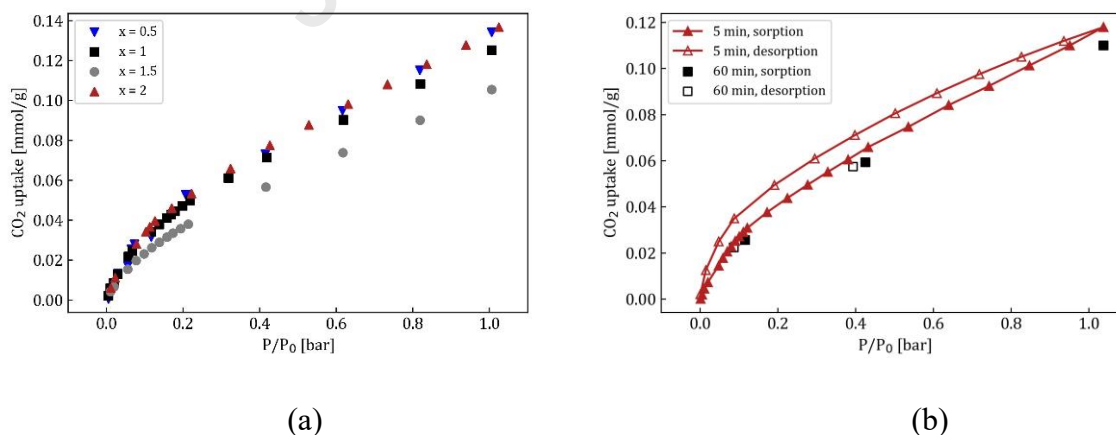 x = 0.5
x = 1
x = 1.5
x = 2
0.14
0.12
0.10
0.08
0.06
0.04
0.02
0.00
CO₂ uptake [mmol/g]
0.0 0.2 0.4 0.6 0.8 1.0
P/P₀ [bar]
(a)
5 min, sorption
5 min, desorption
60 min, sorption
60 min, desorption
0.12
0.10
0.08
0.06
0.04
0.02
0.00
CO₂ uptake [mmol/g]
0.0 0.2 0.4 0.6 0.8 1.0
P/P₀ [bar]
(b)